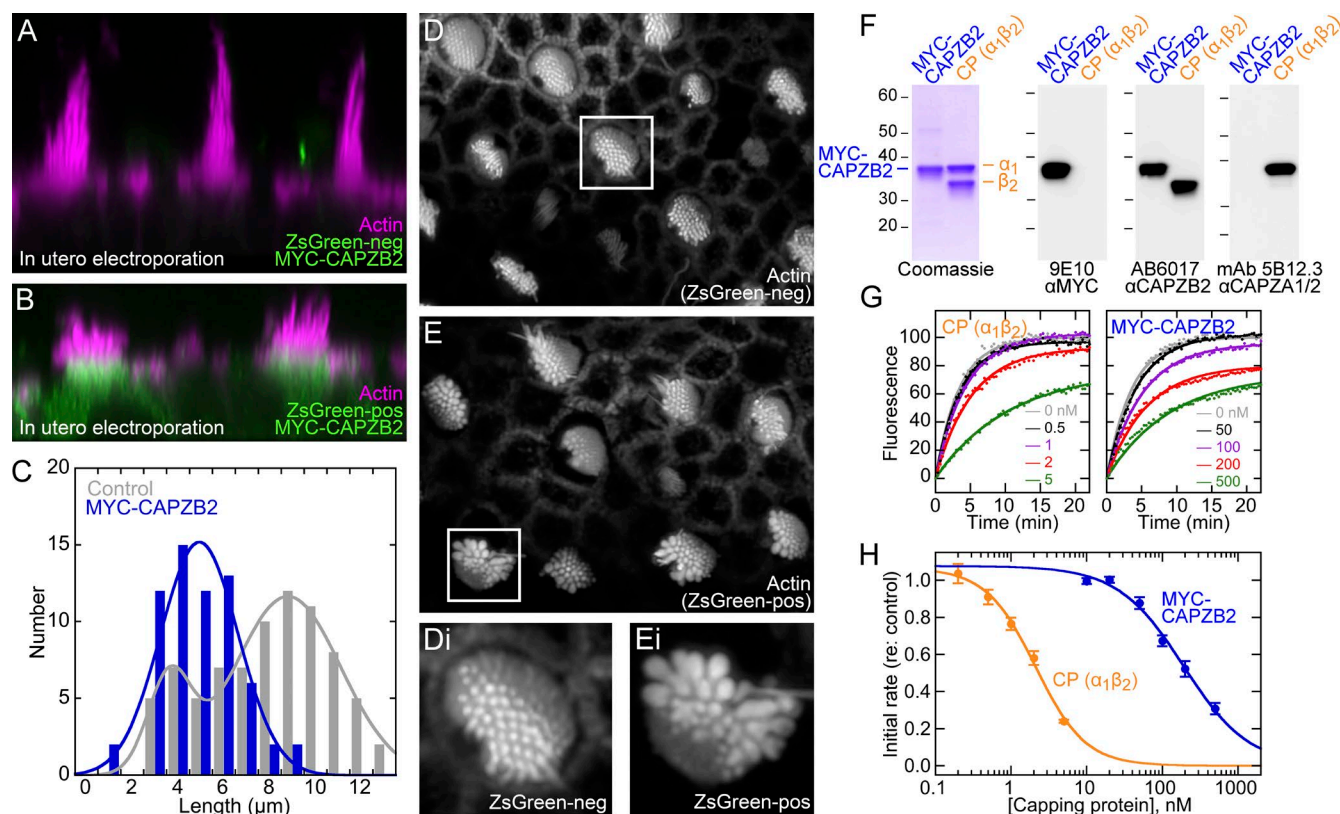 A
Actin
ZsGreen-neg
In utero electroporation MYC-CAPZB2
B
Actin
ZsGreen-pos
In utero electroporation MYC-CAPZB2
C
20
15
10
5
0
Number
Control
MYC-CAPZB2
0 2 4 6 8 10 12
Length (µm)
D
Actin
(ZsGreen-neg)
E
Actin
(ZsGreen-pos)
Di
ZsGreen-neg
Ei
ZsGreen-pos
F
MYC-CAPZB2 CP (α1β2) MYC-CAPZB2 CP (α1β2) MYC-CAPZB2 CP (α1β2) MYC-CAPZB2 CP (α1β2)
60
50
40
30
20
MYC-
CAPZB2
α1
β2
Coomassie
9E10
αMYC
AB6017
αCAPZB2
mAb 5B12.3
αCAPZA1/2
G
Fluorescence
100
80
60
40
20
0
CP (α1β2)
0 nM
0.5
1
2
5
0 5 10 15 20
Time (min)
MYC-CAPZB2
0 nM
50
100
200
500
0 5 10 15 20
Time (min)
H
Initial rate (re: control)
1.0
0.8
0.6
0.4
0.2
0.0
MYC-
CAPZB2
CP (α1β2)
0.1 1 10 100 1000
[Capping protein], nM